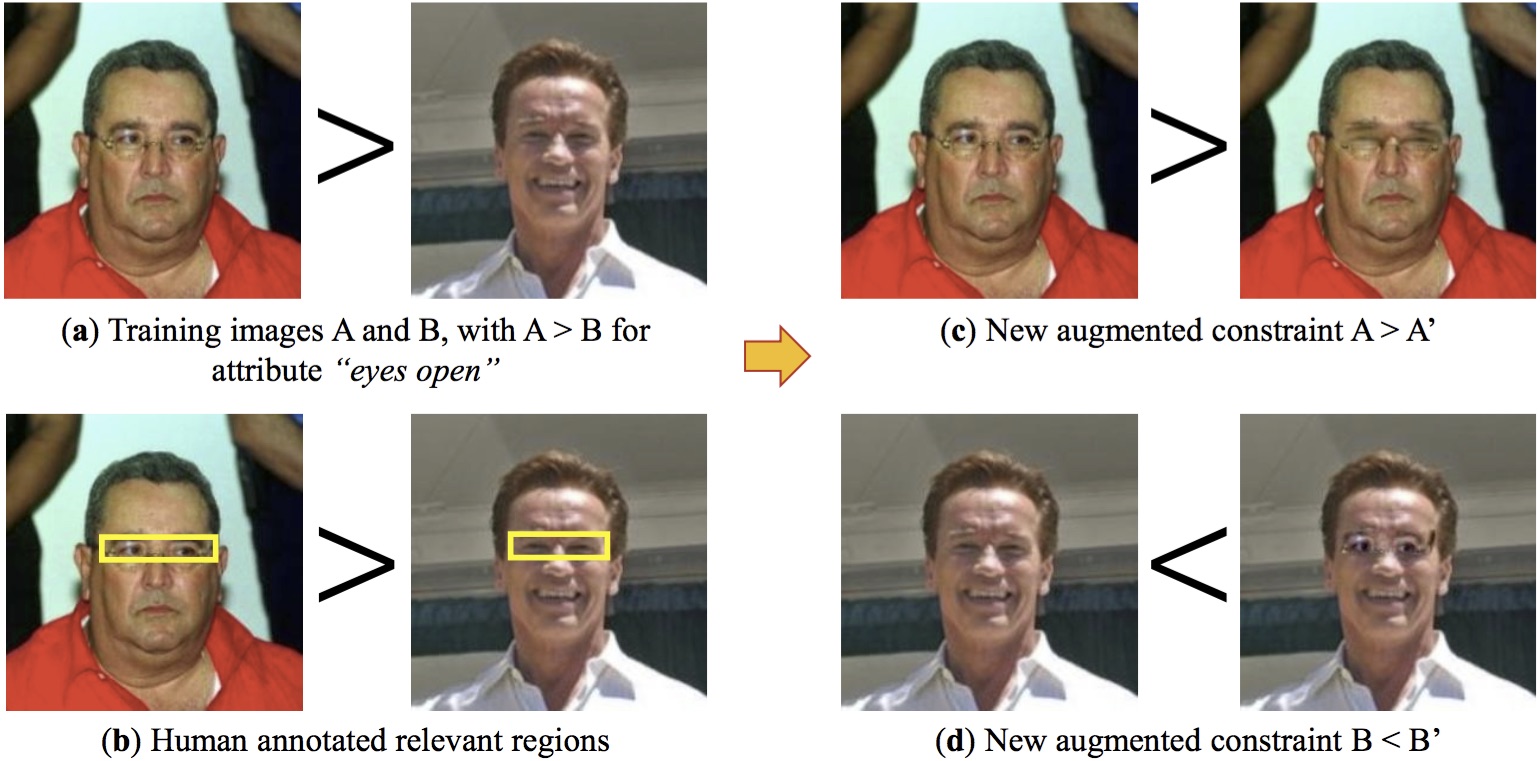 (a) Training images A and B, with A > B for
attribute “eyes open”
(c) New augmented constraint A > A’
(b) Human annotated relevant regions
(d) New augmented constraint B < B’